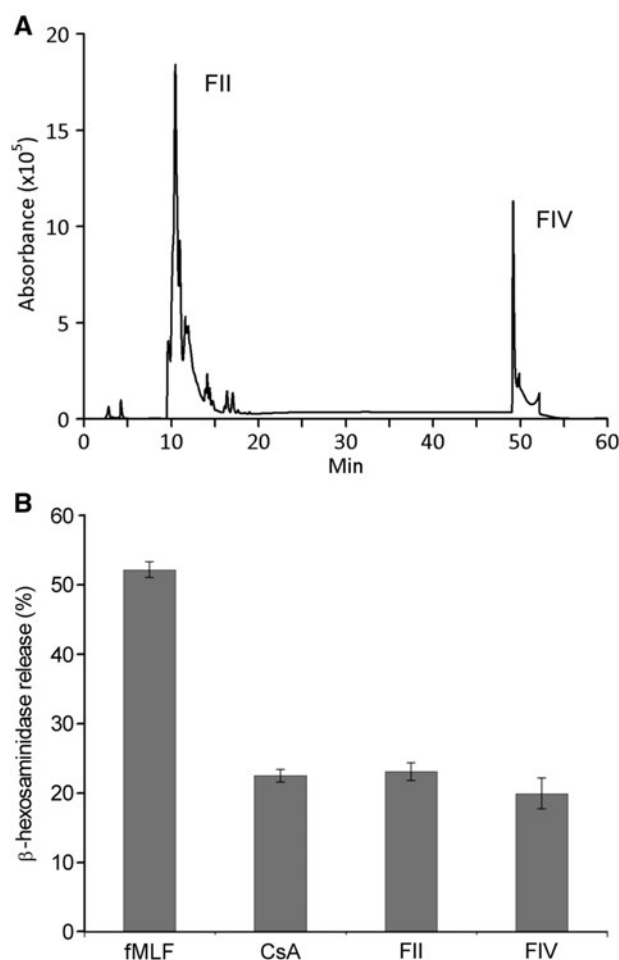 A
20
15
10
5
0
Absorbance (x10⁵)
FII
FIV
0 10 20 30 40 50 60
Min
B
60
50
40
30
20
10
0
β-hexosaminidase release (%)
fMLF CsA FII FIV